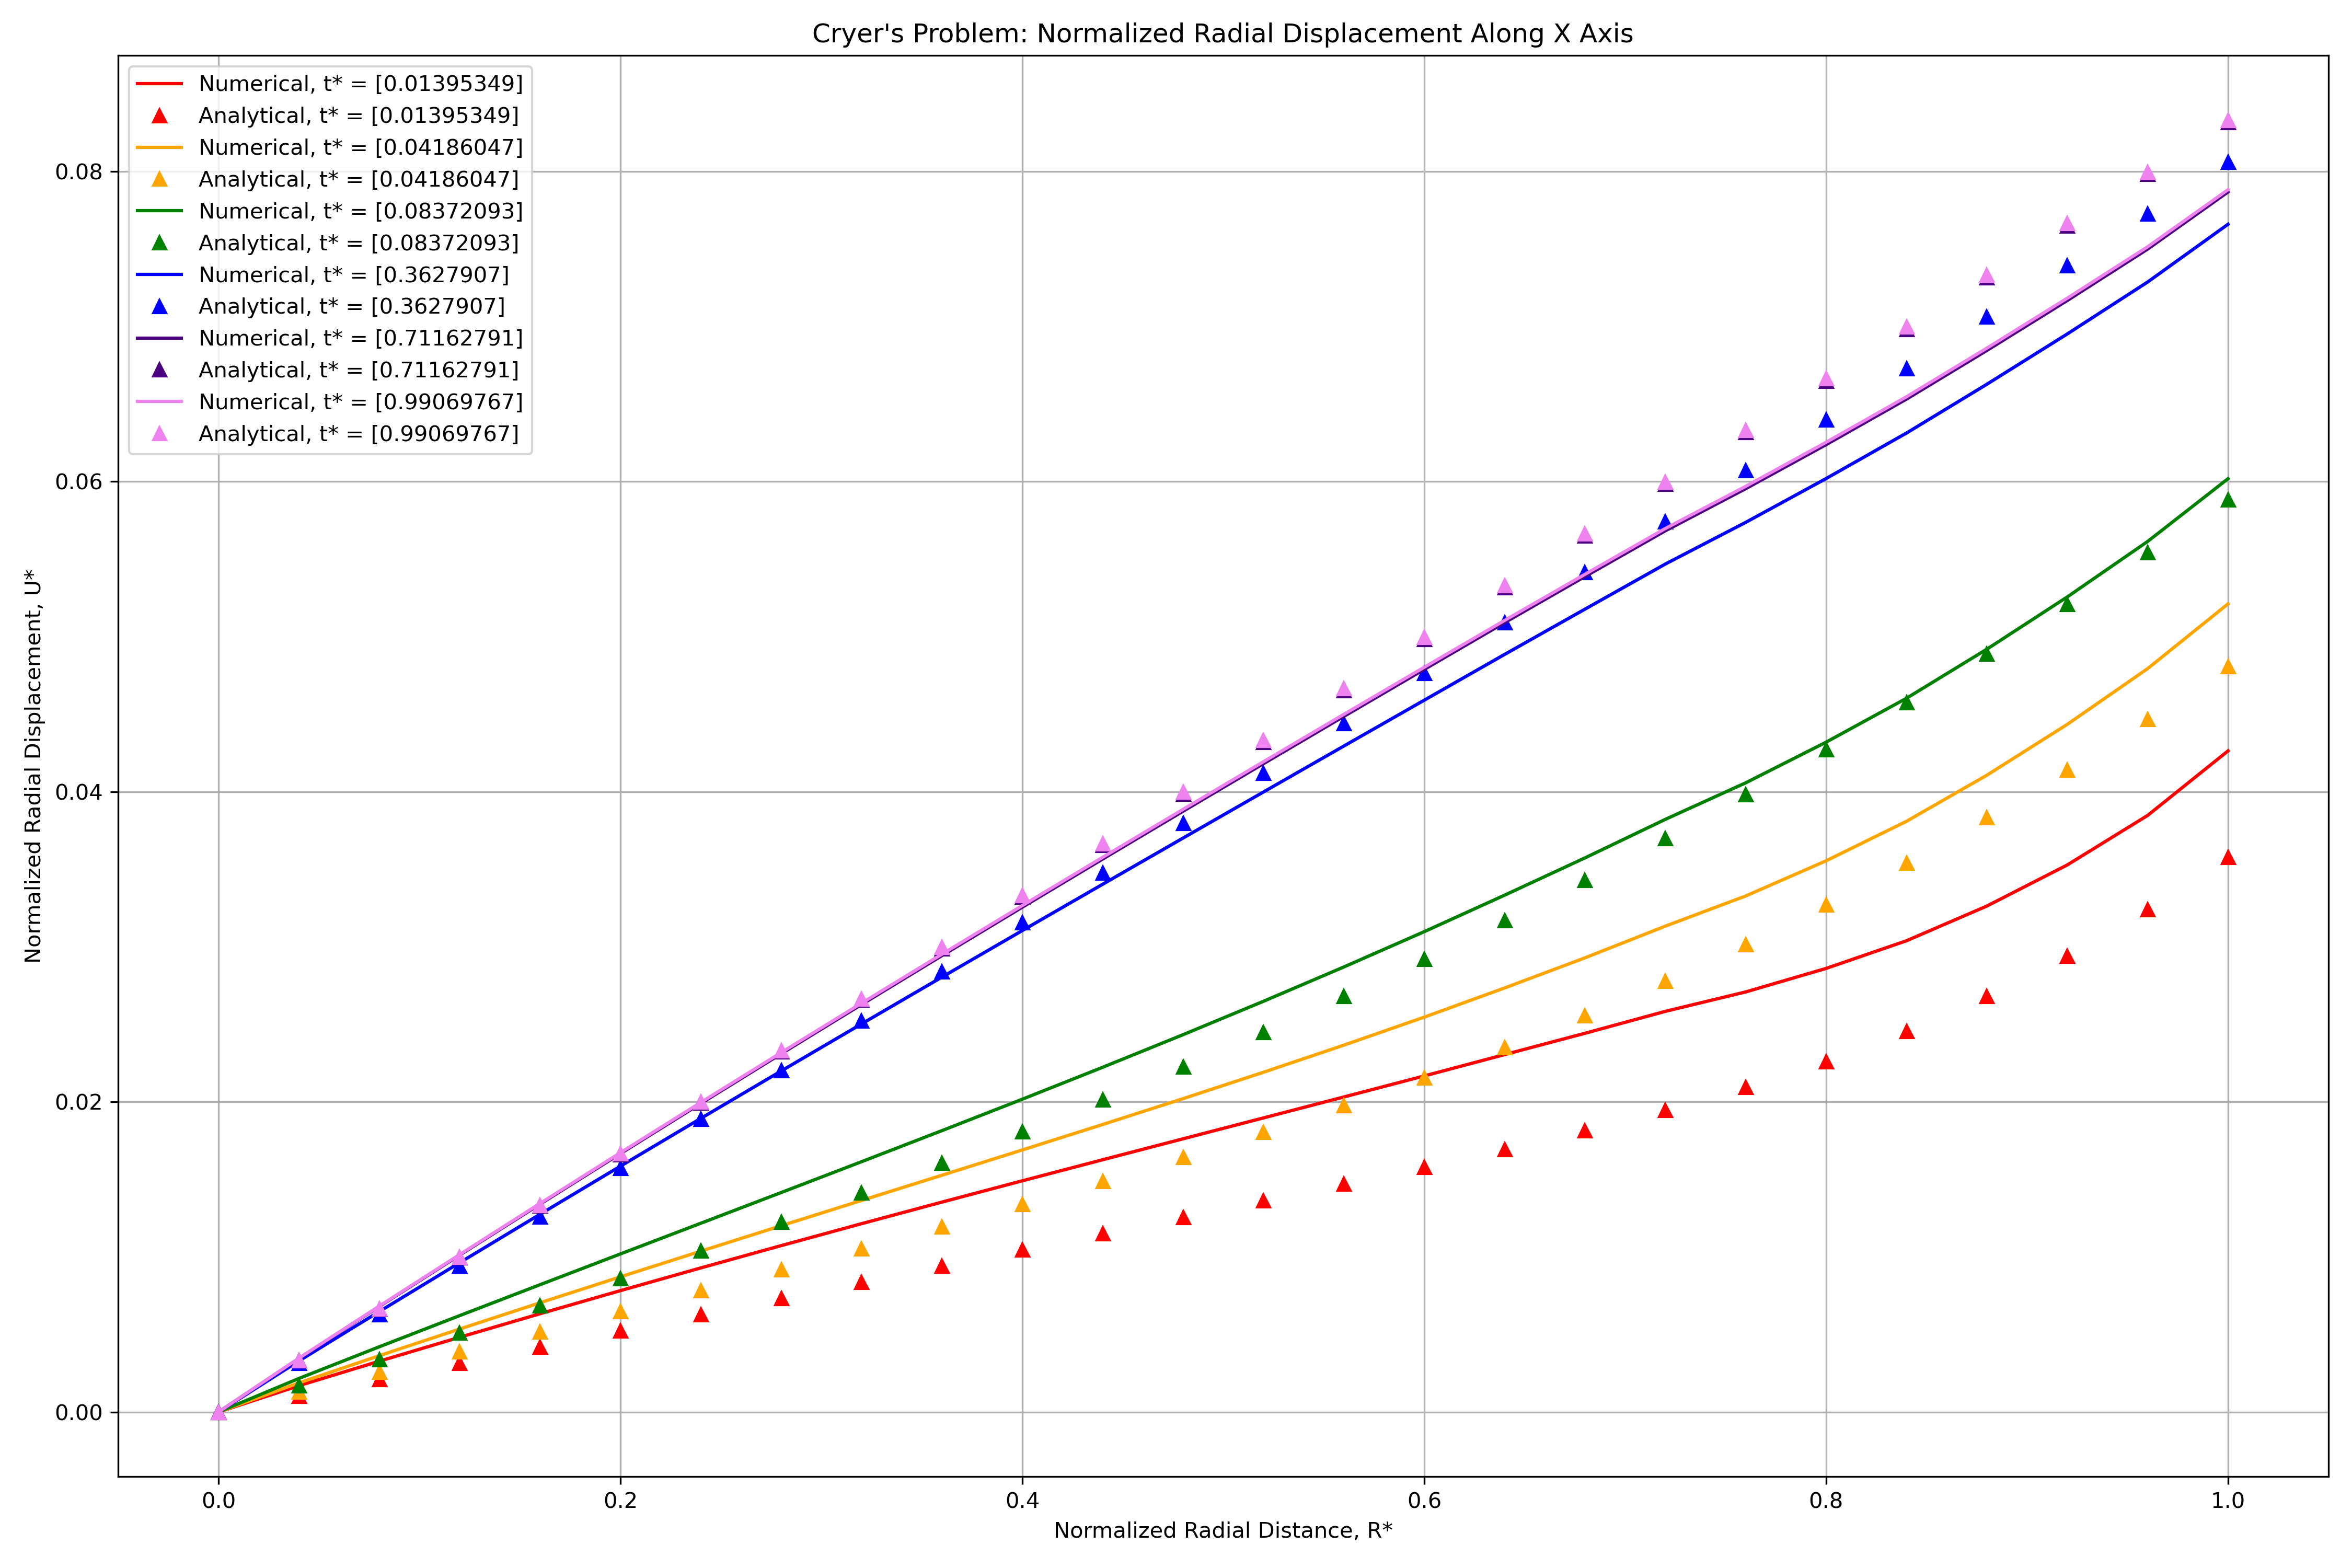 Cryer's Problem: Normalized Radial Displacement Along X Axis
Numerical, t* = [0.01395349]
Analytical, t* = [0.01395349]
Numerical, t* = [0.04186047]
Analytical, t* = [0.04186047]
Numerical, t* = [0.08372093]
Analytical, t* = [0.08372093]
Numerical, t* = [0.3627907]
Analytical, t* = [0.3627907]
Numerical, t* = [0.71162791]
Analytical, t* = [0.71162791]
Numerical, t* = [0.99069767]
Analytical, t* = [0.99069767]
Normalized Radial Displacement, U*
0.08
0.06
0.04
0.02
0.00
0.0 0.2 0.4 0.6 0.8 1.0
Normalized Radial Distance, R*